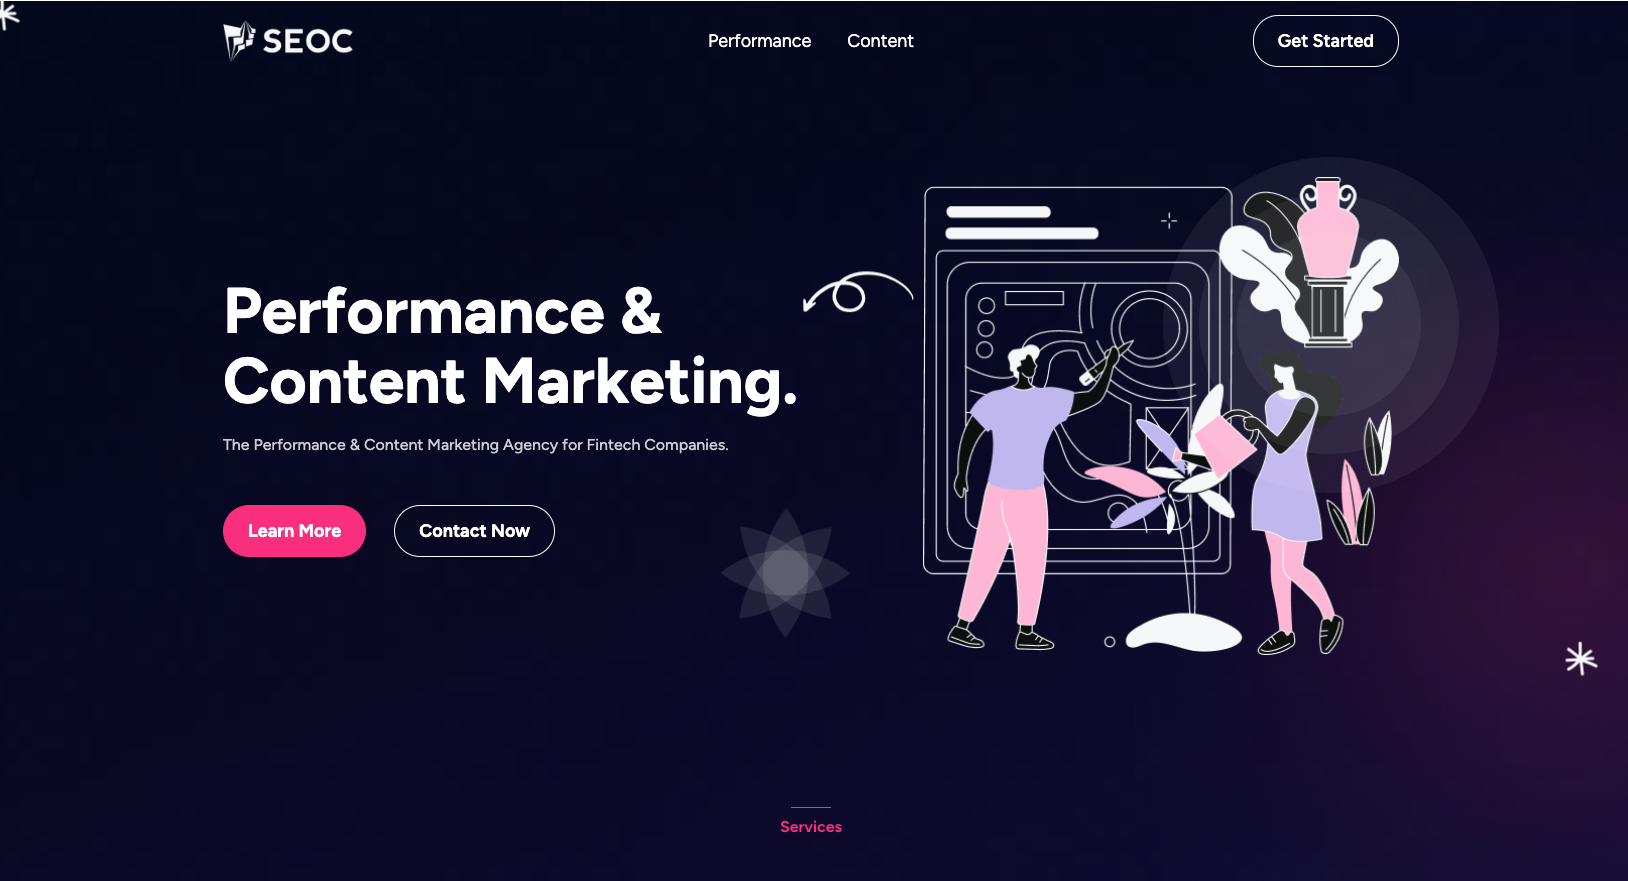 SEOC
Performance
Content
Get Started
Performance &
Content Marketing.
The Performance & Content Marketing Agency for Fintech Companies.
Learn More
Contact Now
Services